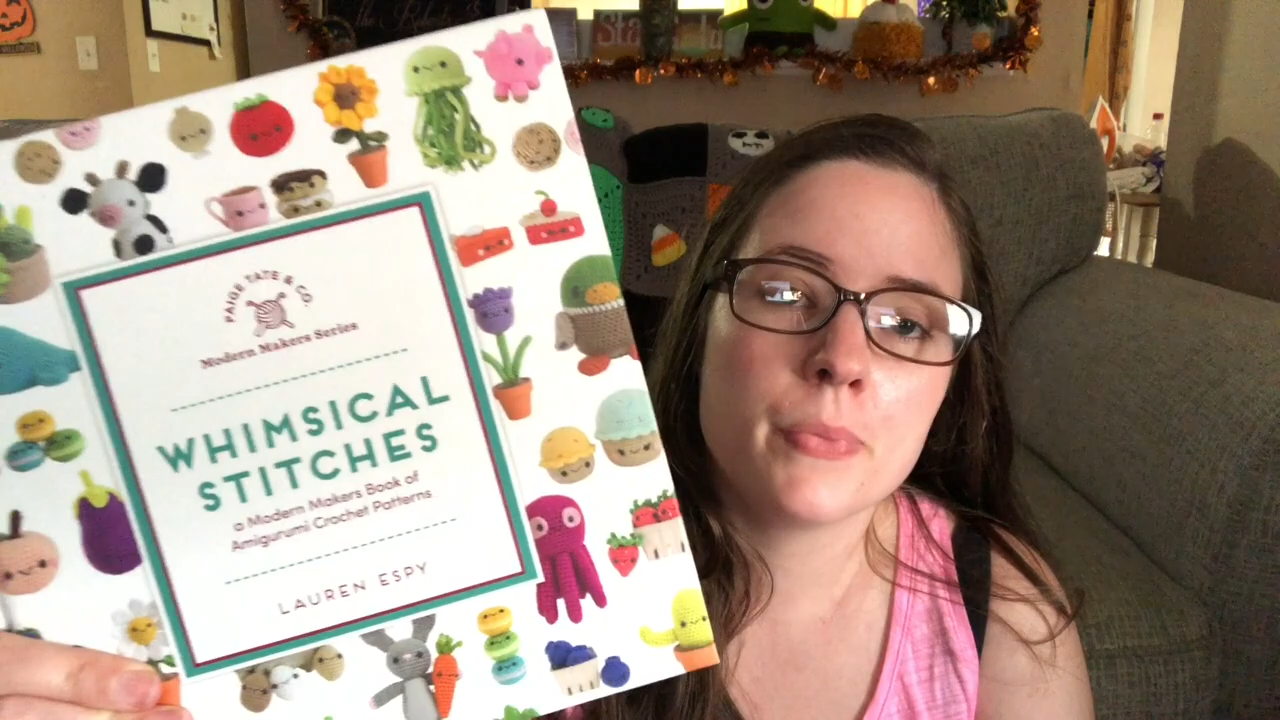 PAIGE TATE & CO
Modern Makers Series
WHIMSICAL
STITCHES
a Modern Makers Book of
Amigurumi Crochet Patterns
LAUREN ESPY